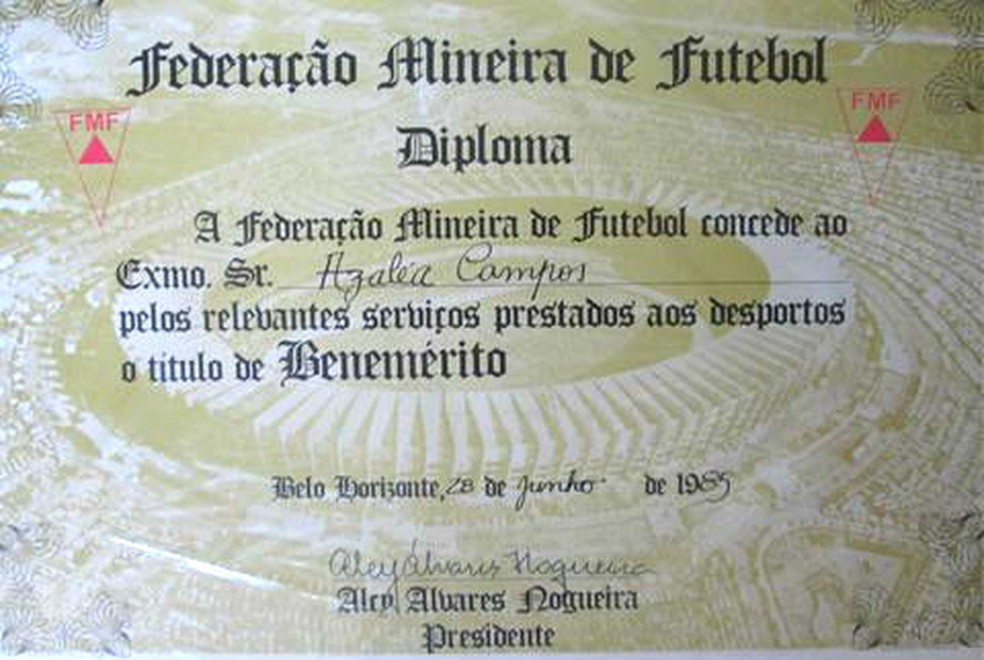 Federação Mineira de Futebol
FMF
FMF
Diploma
A Federação Mineira de Futebol concede ao
Exmo. Sr. Azaléa Campos
pelos relevantes serviços prestados aos desportos
o título de Benemérito
Belo Horizonte, 28 de Junho de 1985
Alcy Álvares Nogueira
Alcy Alvares Nogueira
Presidente